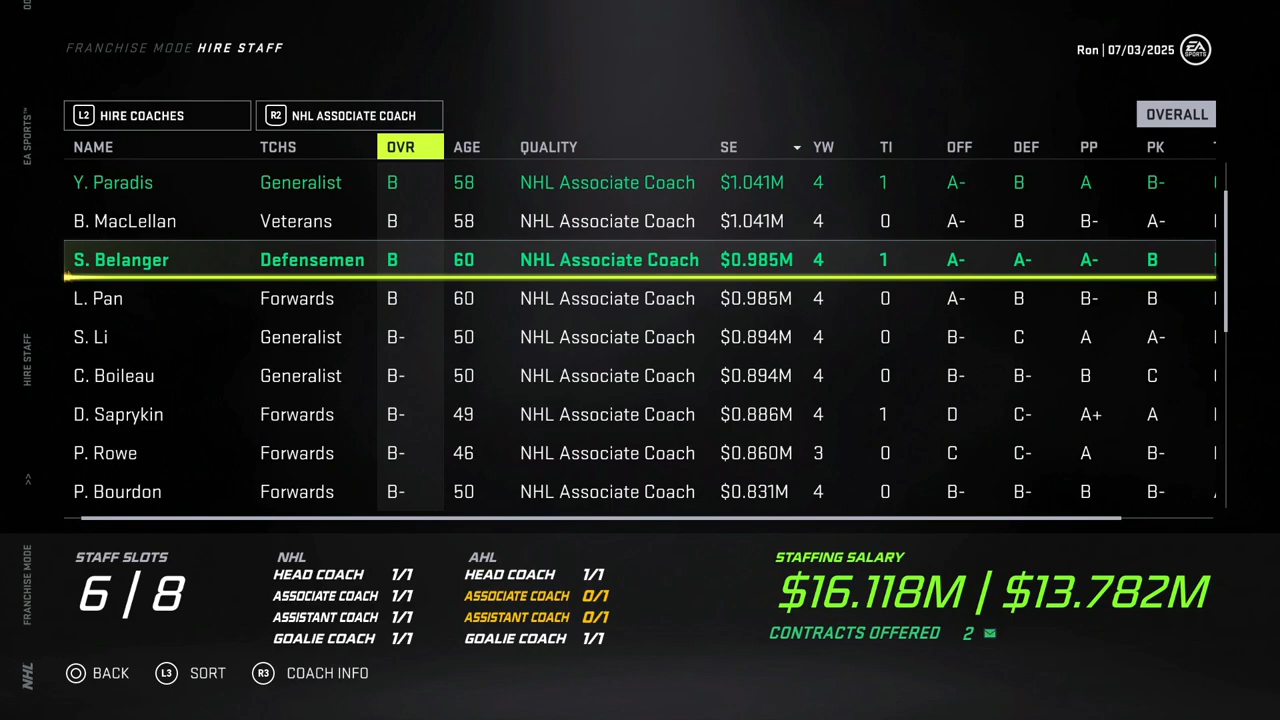 FRANCHISE MODE HIRE STAFF
Ron | 07/03/2025 EA SPORTS
L2 HIRE COACHES R2 NHL ASSOCIATE COACH OVERALL
NAME TCHS OVR AGE QUALITY SE YW TI OFF DEF PP PK
Y. Paradis Generalist B 58 NHL Associate Coach $1.041M 4 1 A- B A B-
B. MacLellan Veterans B 58 NHL Associate Coach $1.041M 4 0 A- B B- A-
S. Belanger Defensemen B 60 NHL Associate Coach $0.985M 4 1 A- A- A- B
L. Pan Forwards B 60 NHL Associate Coach $0.985M 4 0 A- B B- B
S. Li Generalist B- 50 NHL Associate Coach $0.894M 4 0 B- C A A-
C. Boileau Generalist B- 50 NHL Associate Coach $0.894M 4 0 B- B- B C
D. Saprykin Forwards B- 49 NHL Associate Coach $0.886M 4 1 D C- A+ A
P. Rowe Forwards B- 46 NHL Associate Coach $0.860M 3 0 C C- A B-
P. Bourdon Forwards B- 50 NHL Associate Coach $0.831M 4 0 B- B- B B-
STAFF SLOTS
6 | 8
NHL
HEAD COACH 1/1
ASSOCIATE COACH 1/1
ASSISTANT COACH 1/1
GOALIE COACH 1/1
AHL
HEAD COACH 1/1
ASSOCIATE COACH 0/1
ASSISTANT COACH 0/1
GOALIE COACH 1/1
STAFFING SALARY
$16.118M | $13.782M
CONTRACTS OFFERED 2
BACK L3 SORT R3 COACH INFO
EA SPORTS™
HIRE STAFF
>>
FRANCHISE MODE
NHL